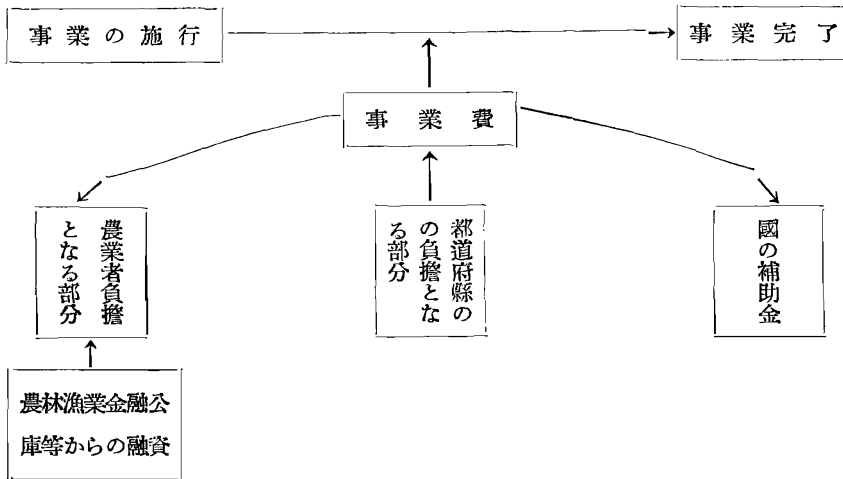 事業の施行
事業完了
事業費
農業者負擔
となる部分
都道府縣の
の負擔とな
る部分
國の補助金
農林漁業金融公
庫等からの融資